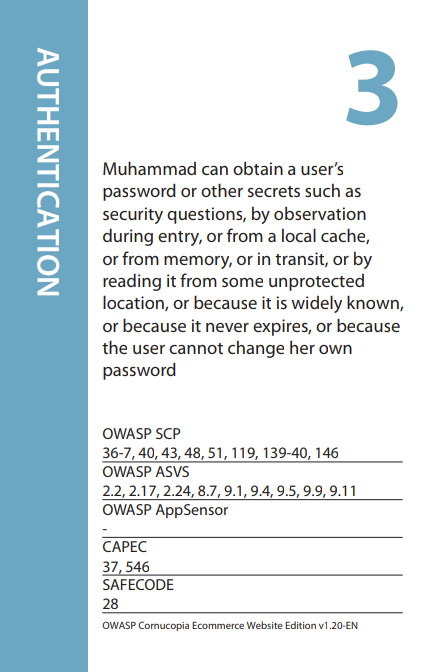 AUTHENTICATION
3
Muhammad can obtain a user’s
password or other secrets such as
security questions, by observation
during entry, or from a local cache,
or from memory, or in transit, or by
reading it from some unprotected
location, or because it is widely known,
or because it never expires, or because
the user cannot change her own
password
OWASP SCP
36-7, 40, 43, 48, 51, 119, 139-40, 146
OWASP ASVS
2.2, 2.17, 2.24, 8.7, 9.1, 9.4, 9.5, 9.9, 9.11
OWASP AppSensor
-
CAPEC
37, 546
SAFECODE
28
OWASP Cornucopia Ecommerce Website Edition v1.20-EN